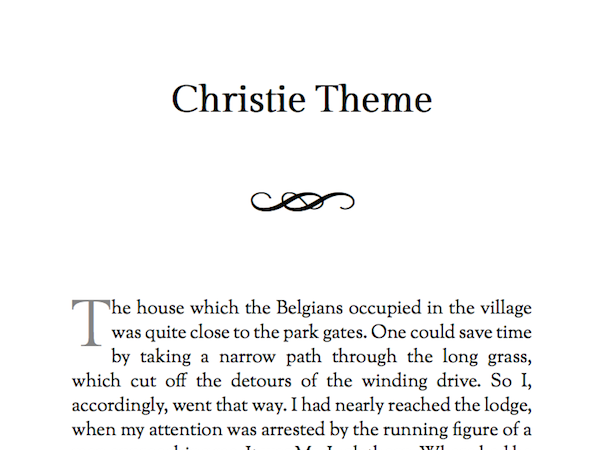 Christie Theme
The house which the Belgians occupied in the village
was quite close to the park gates. One could save time
by taking a narrow path through the long grass,
which cut off the detours of the winding drive. So I,
accordingly, went that way. I had nearly reached the lodge,
when my attention was arrested by the running figure of a